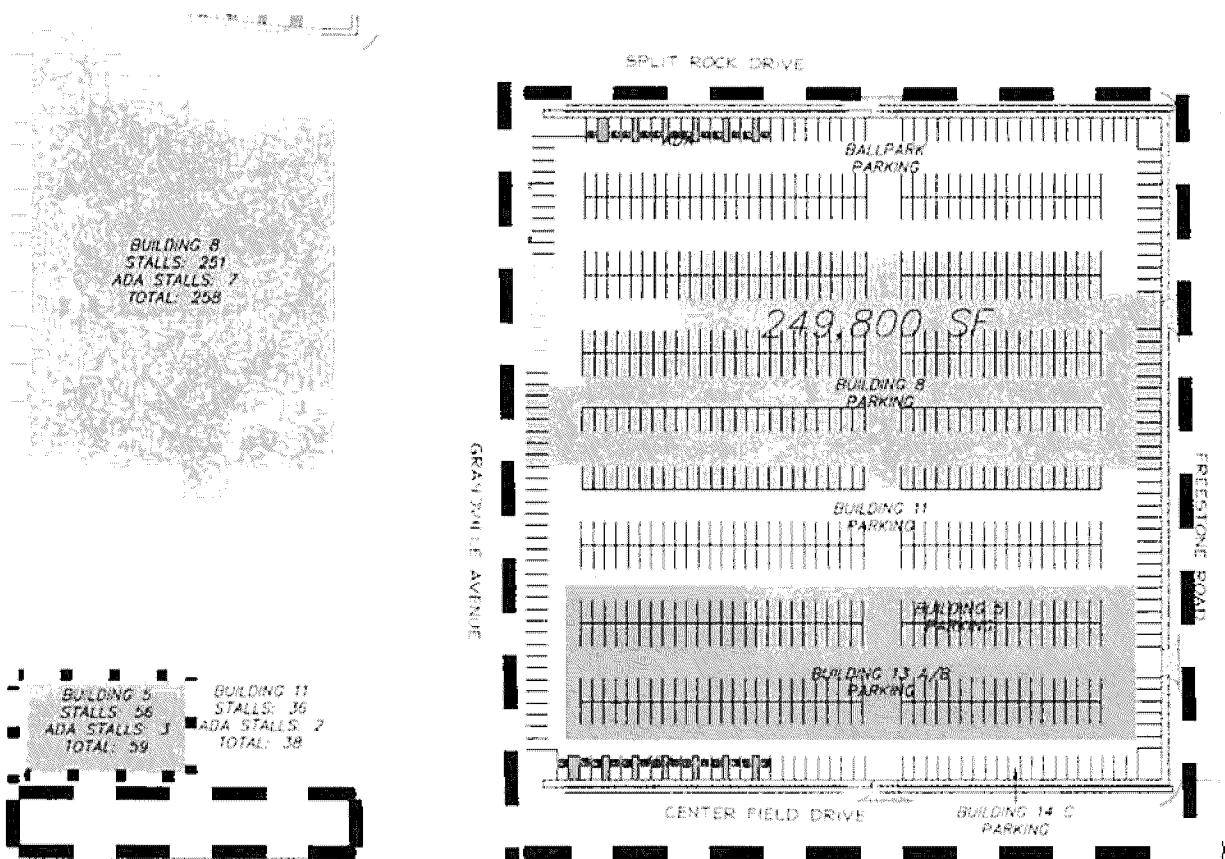 SPLIT ROCK DRIVE
ADA
BALLPARK
PARKING
BUILDING 8
STALLS: 251
ADA STALLS: 7
TOTAL: 258
249,800 SF
BUILDING 8
PARKING
GRANVILLE AVENUE
FREESTONE ROAD
BUILDING 11
PARKING
BUILDING 5
PARKING
BUILDING 13 A/B
PARKING
BUILDING 5
STALLS: 56
ADA STALLS: 3
TOTAL: 59
BUILDING 11
STALLS: 36
ADA STALLS: 2
TOTAL: 38
CENTER FIELD DRIVE
BUILDING 14 C
PARKING